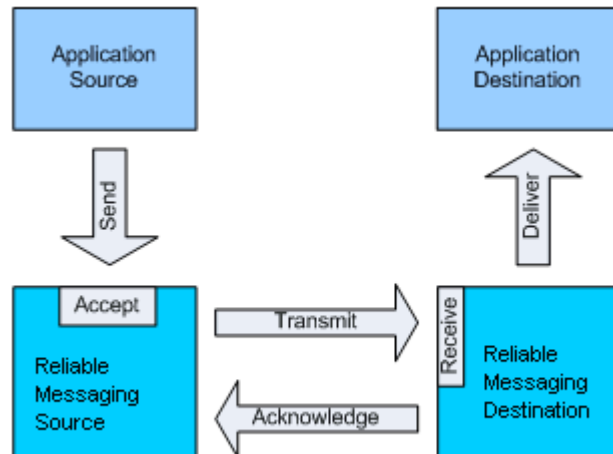 Application
Source
Application
Destination
Send
Deliver
Accept
Transmit
Receive
Reliable
Messaging
Source
Reliable
Messaging
Destination
Acknowledge